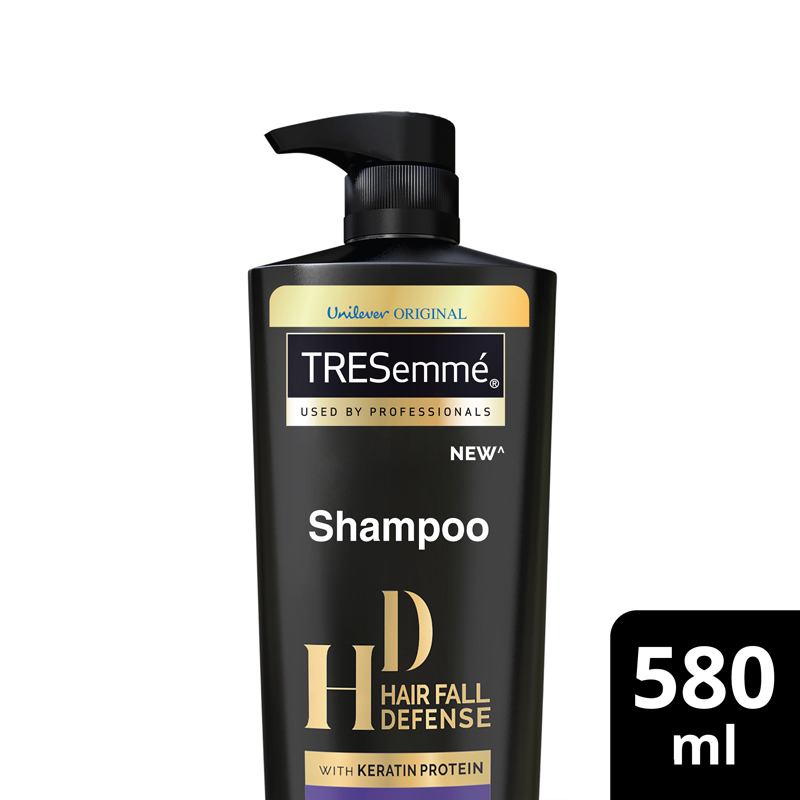 Unilever ORIGINAL
TRESemmé®
USED BY PROFESSIONALS
NEW^
Shampoo
HD
HAIR FALL
DEFENSE
WITH KERATIN PROTEIN
580
ml